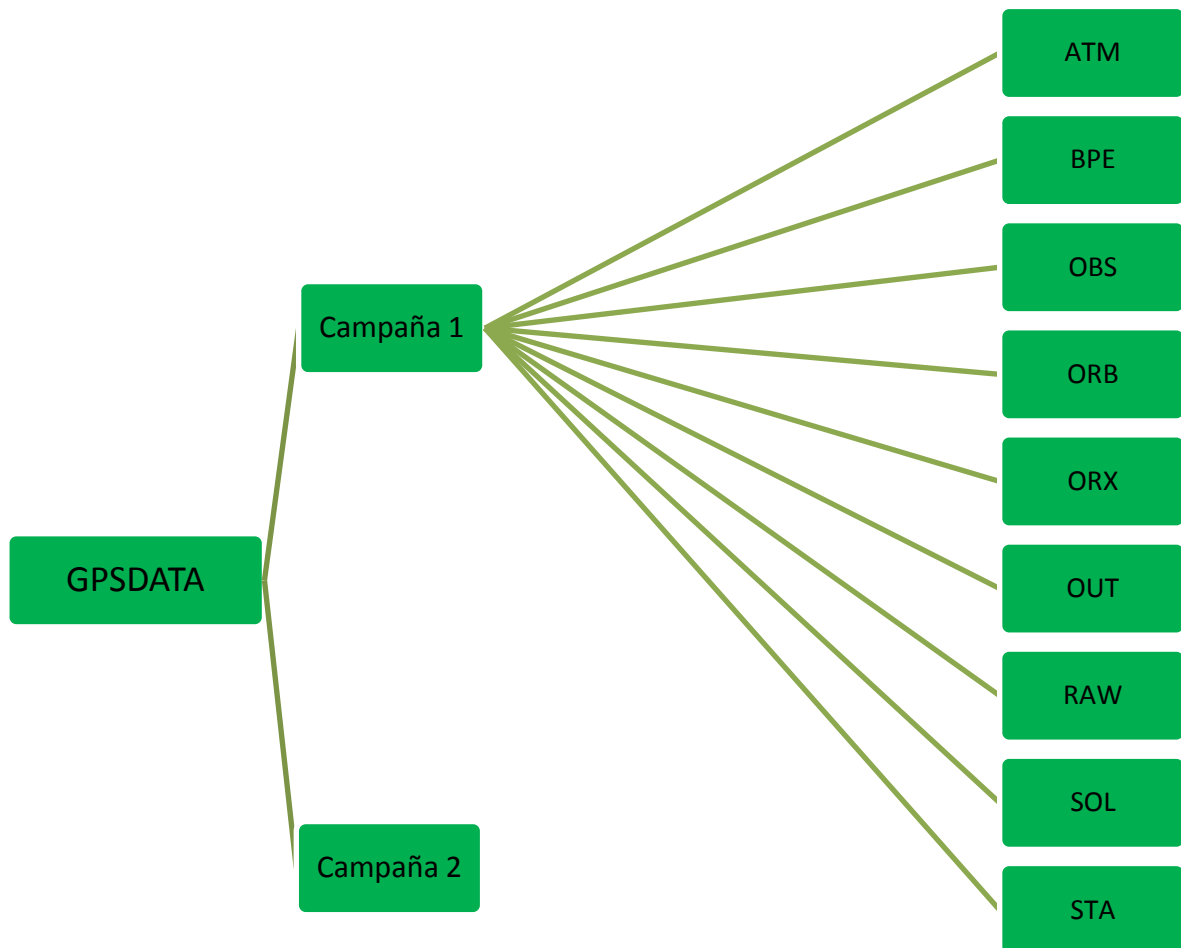 GPSDATA
Campaña 1
Campaña 2
ATM
BPE
OBS
ORB
ORX
OUT
RAW
SOL
STA